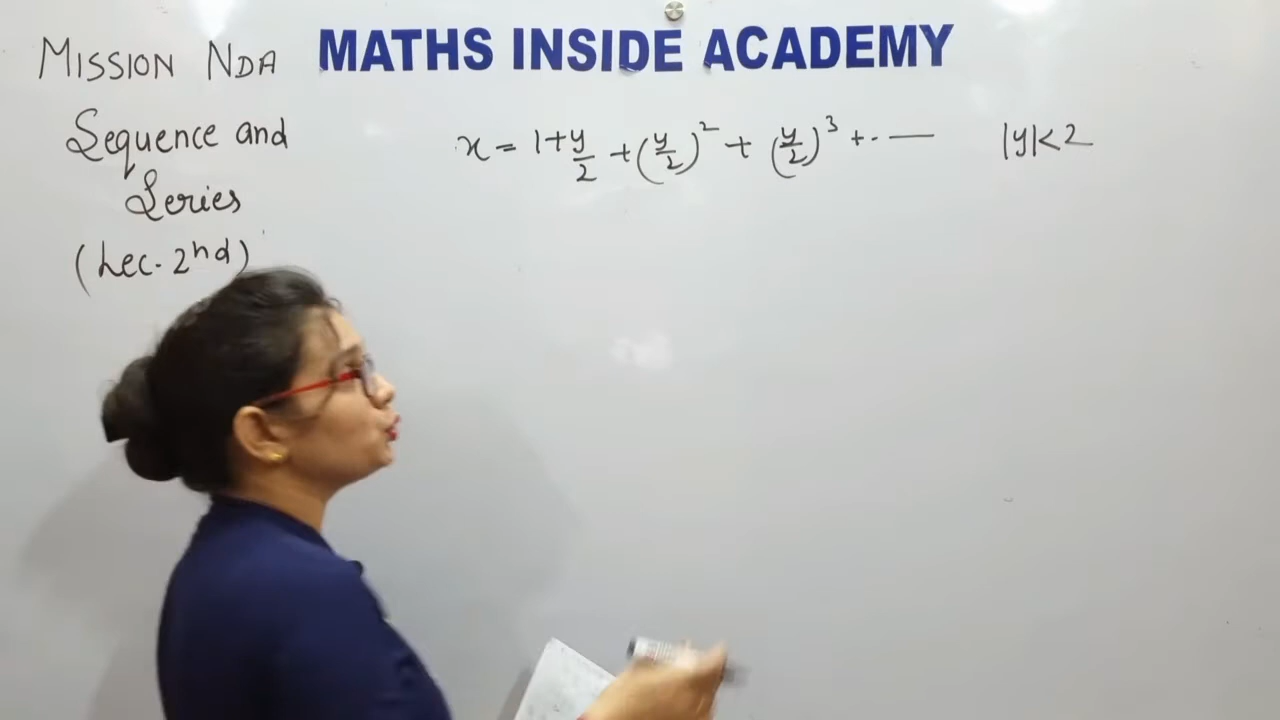 MISSION NDA
MATHS INSIDE ACADEMY
Sequence and
Series
(Lec. 2nd)
x = 1 + y/2 + (y/2)^2 + (y/2)^3 + .. —— |y|<2